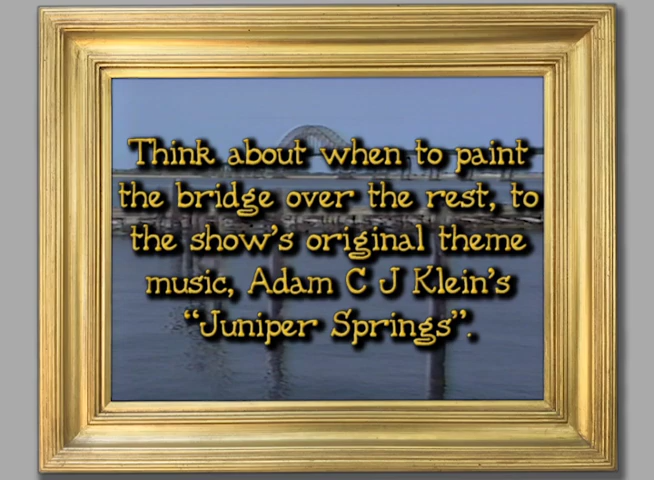 Think about when to paint
the bridge over the rest, to
the show's original theme
music, Adam C J Klein's
“Juniper Springs”.